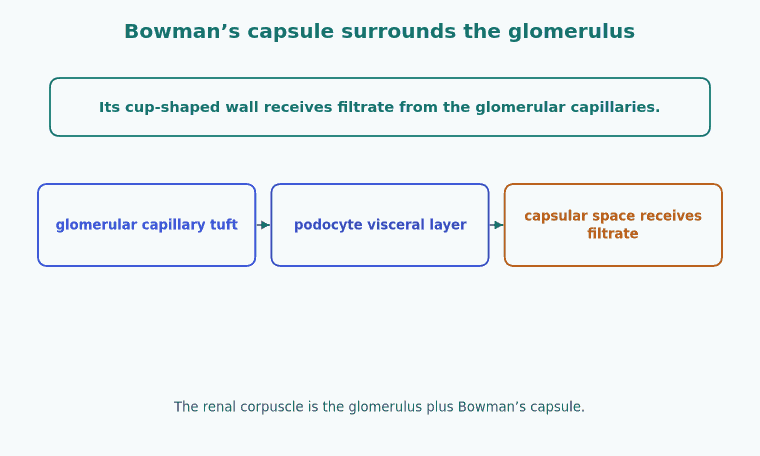 Bowman’s capsule surrounds the glomerulus
Its cup-shaped wall receives filtrate from the glomerular capillaries.
glomerular capillary tuft
podocyte visceral layer
capsular space receives
filtrate
The renal corpuscle is the glomerulus plus Bowman’s capsule.